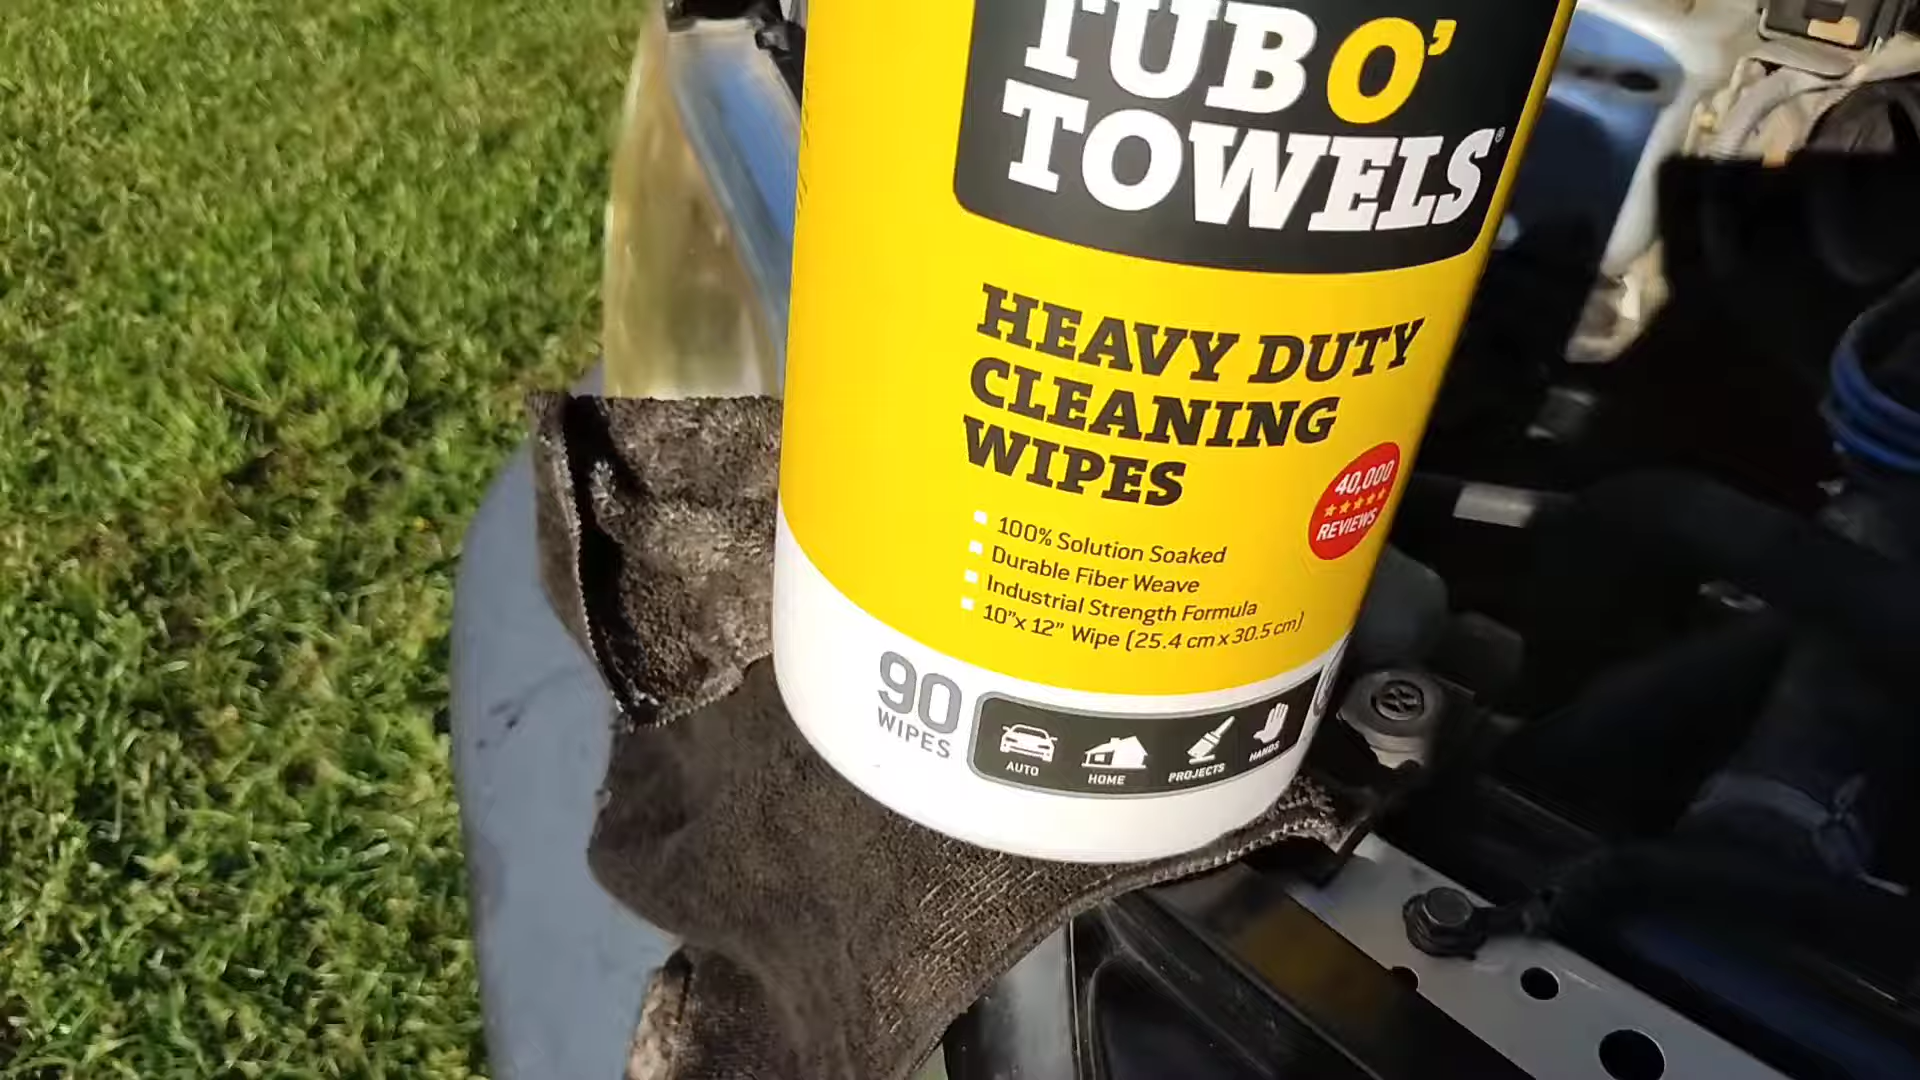 TUB O'
TOWELS®
HEAVY DUTY
CLEANING
WIPES
40,000
REVIEWS
100% Solution Soaked
Durable Fiber Weave
Industrial Strength Formula
10"x 12" Wipe (25.4 cm x 30.5 cm)
90
WIPES
AUTO
HOME
PROJECTS
HANDS